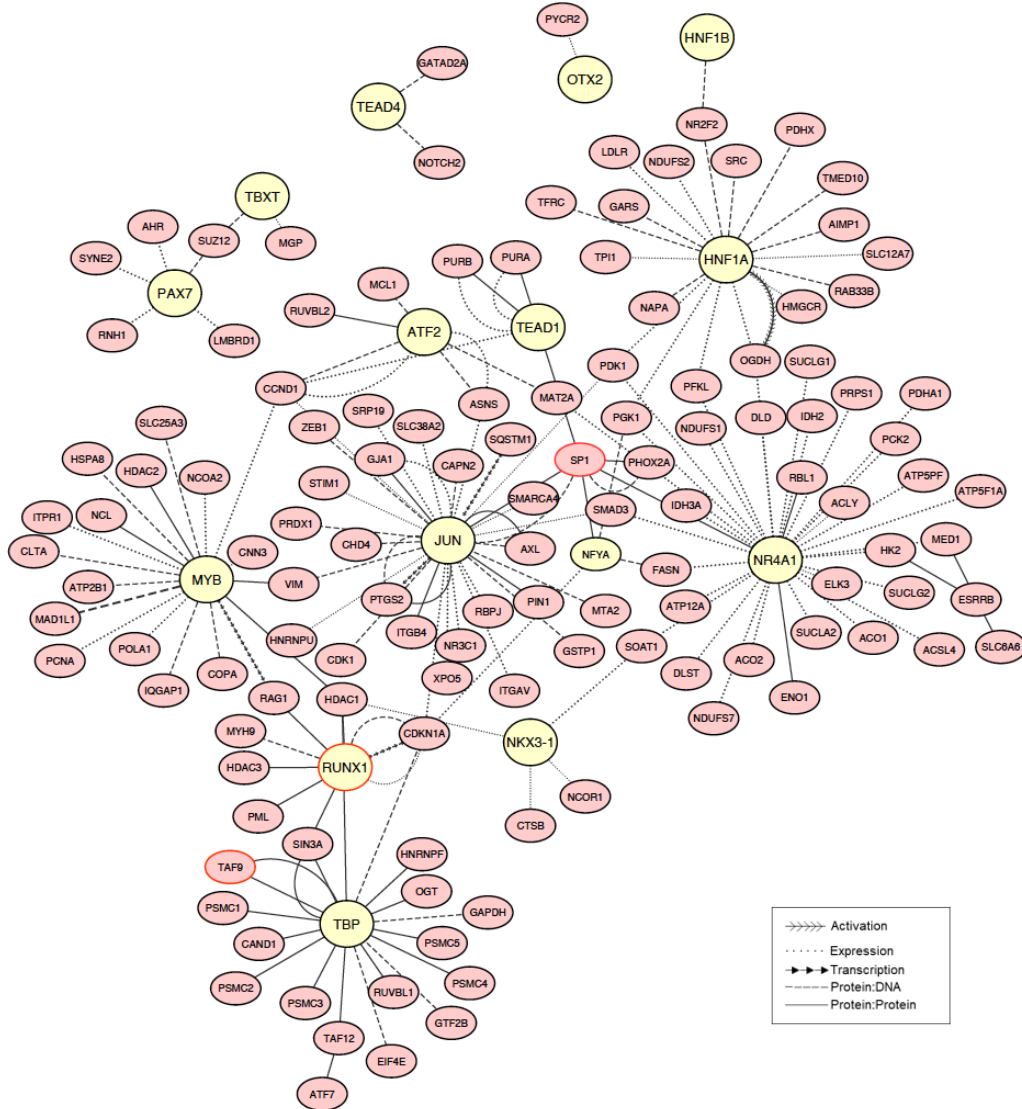 PYCR2
HNF1B
GATAD2A
OTX2
TEAD4
NR2F2
PDHX
LDLR
NDUFS2
SRC
NOTCH2
TMED10
TBXT
TFRC
GARS
AHR
AIMP1
SYNE2
SUZ12
MGP
PURB
PURA
TPI1
HNF1A
SLC12A7
PAX7
MCL1
RUVBL2
NAPA
HMGCR
RAB33B
RNH1
LMBRD1
ATF2
TEAD1
OGDH
SUCLG1
PDK1
CCND1
ASNS
MAT2A
PFKL
PRPS1
PDHA1
SLC25A3
SRP19
ZEB1
SLC38A2
SQSTM1
PGK1
NDUFS1
DLD
IDH2
PCK2
HSPA8
HDAC2
NCOA2
GJA1
CAPN2
SP1
PHOX2A
RBL1
ATP5PF
STIM1
ITPR1
NCL
SMARCA4
SMAD3
IDH3A
ACLY
ATP5F1A
PRDX1
CLTA
CNN3
CHD4
JUN
AXL
NFYA
NR4A1
HK2
MED1
MYB
VIM
FASN
ATP2B1
PTGS2
RBPJ
PIN1
MTA2
ATP12A
ELK3
SUCLG2
ESRRB
MAD1L1
ITGB4
HNRNPU
NR3C1
GSTP1
SOAT1
SUCLA2
ACO1
SLC6A6
PCNA
POLA1
CDK1
XPO5
ACSL4
IQGAP1
COPA
RAG1
HDAC1
ITGAV
DLST
ACO2
ENO1
MYH9
CDKN1A
NKX3-1
NDUFS7
HDAC3
RUNX1
NCOR1
PML
CTSB
SIN3A
TAF9
HNRNPF
OGT
PSMC1
GAPDH
TBP
CAND1
PSMC5
PSMC2
PSMC3
RUVBL1
PSMC4
GTF2B
TAF12
EIF4E
ATF7
Activation
Expression
Transcription
Protein:DNA
Protein:Protein